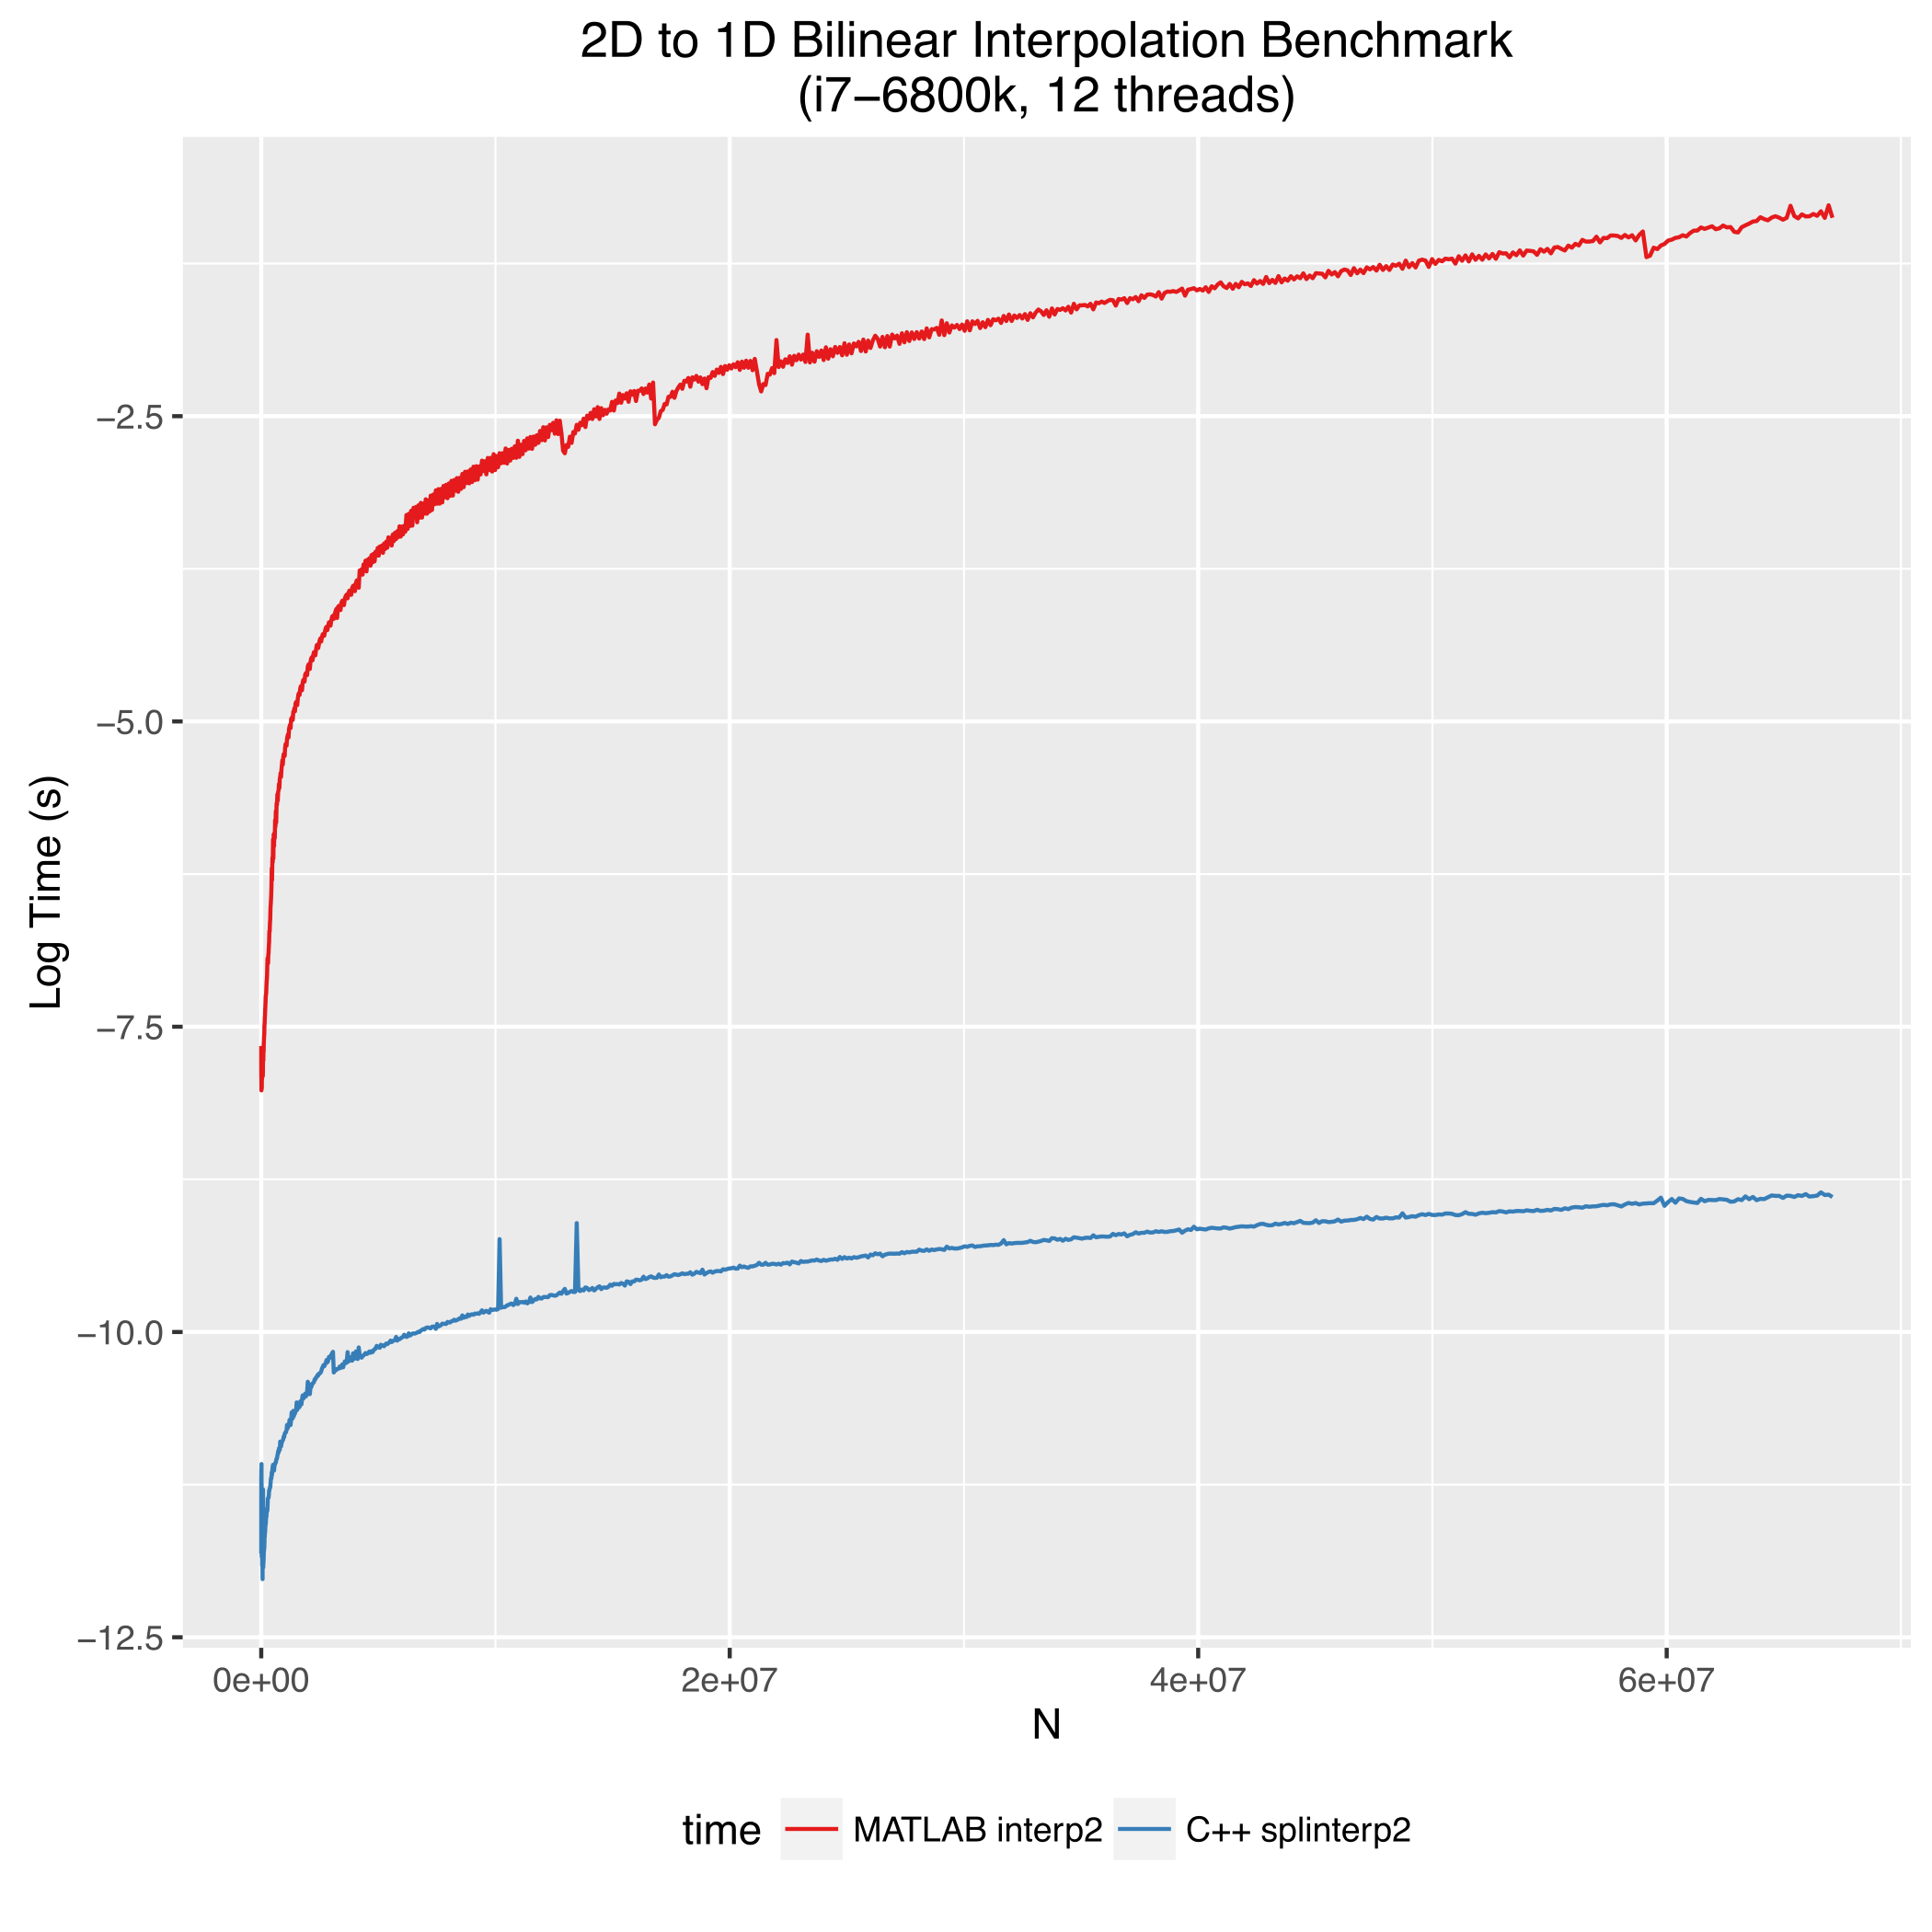 2D to 1D Bilinear Interpolation Benchmark
(i7−6800k, 12 threads)
Log Time (s)
−2.5
−5.0
−7.5
−10.0
−12.5
0e+00 2e+07 4e+07 6e+07
N
time MATLAB interp2 C++ splinterp2